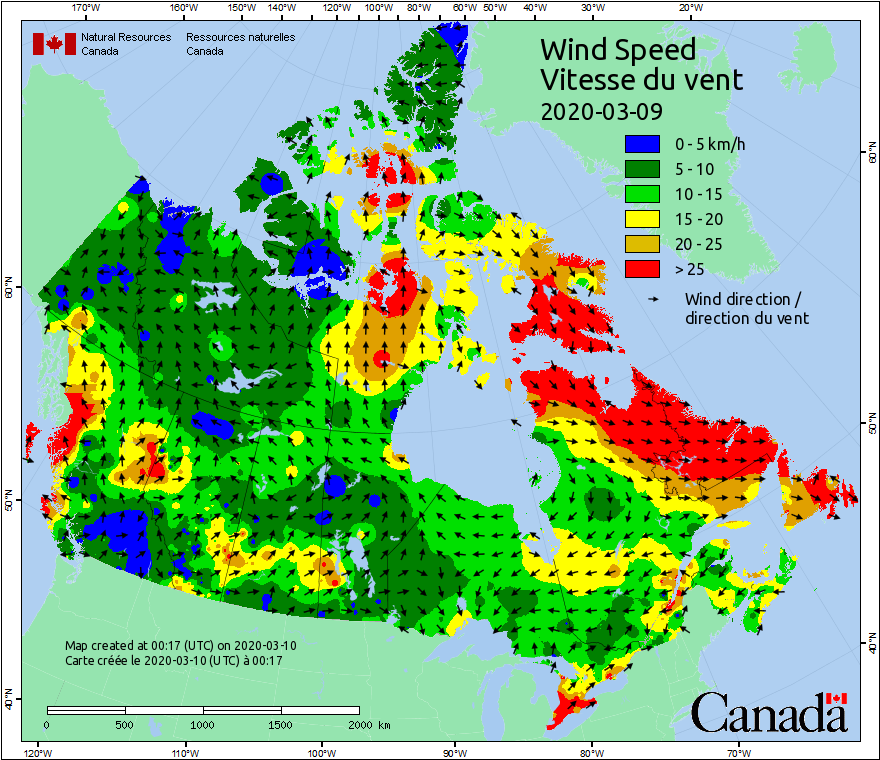 170°W 160°W 150°W 140°W 130°W 120°W 110°W 100°W 90°W 80°W 70°W 60°W 50°W 40°W 30°W 20°W
Natural Resources Canada
Ressources naturelles Canada
Wind Speed
Vitesse du vent
2020-03-09
0 - 5 km/h
5 - 10
10 - 15
15 - 20
20 - 25
> 25
Wind direction /
direction du vent
60°N
60°N
50°N
50°N
40°N
40°N
Map created at 00:17 (UTC) on 2020-03-10
Carte créée le 2020-03-10 (UTC) à 00:17
0 500 1000 1500 2000 km
Canada
120°W 110°W 100°W 90°W 80°W 70°W